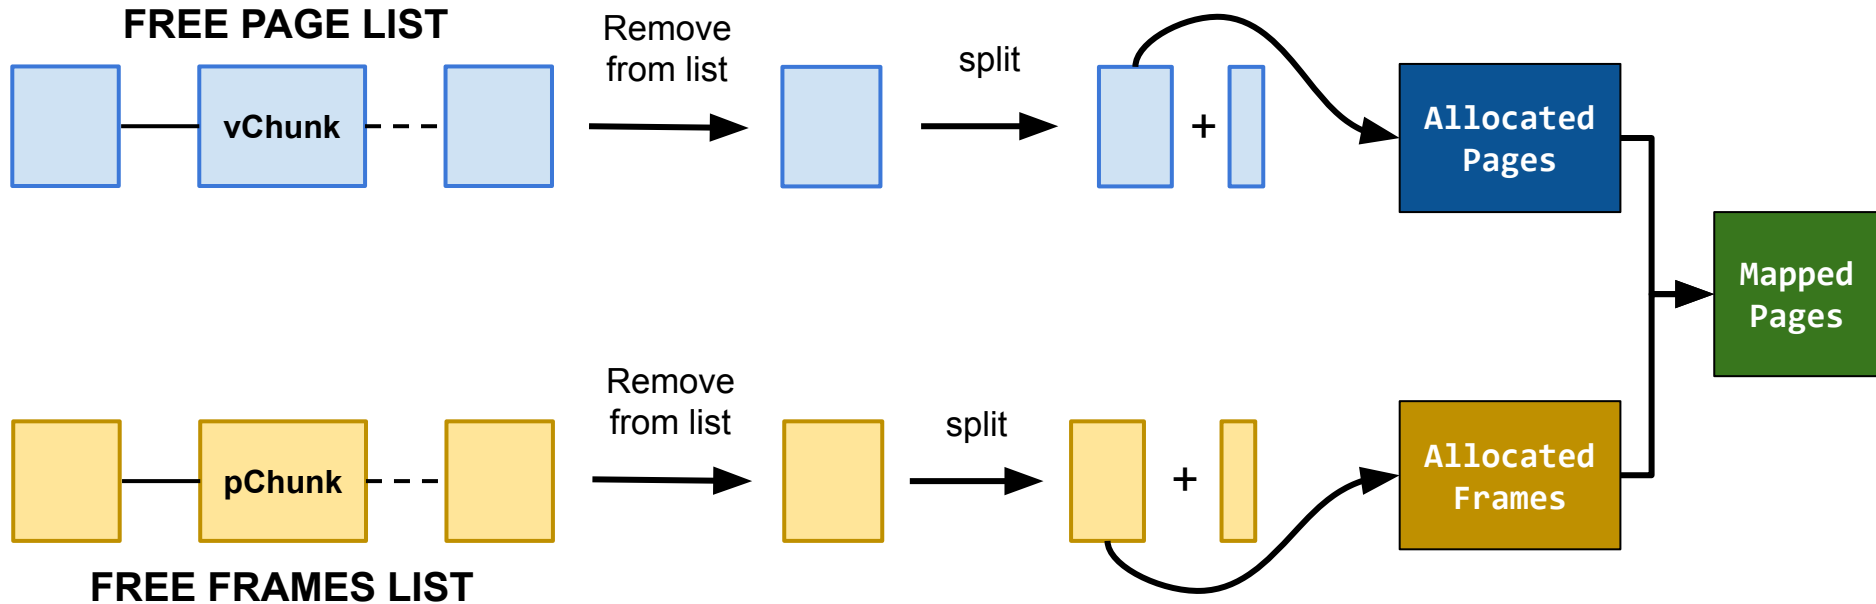 FREE PAGE LIST
Remove
from list
split
vChunk
+
Allocated
Pages
Mapped
Pages
Remove
from list
split
pChunk
+
Allocated
Frames
FREE FRAMES LIST